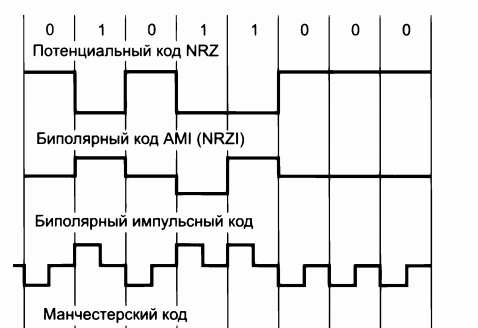 0 1 0 1 1 0 0 0
Потенциальный код NRZ
Биполярный код AMI (NRZI)
Биполярный импульсный код
Манчестерский код